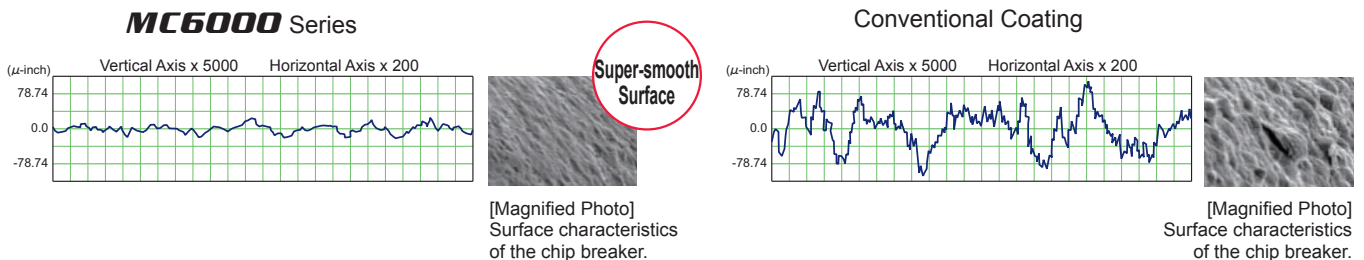 MC6000 Series
(μ-inch)
Vertical Axis x 5000 Horizontal Axis x 200
78.74
0.0
-78.74
Super-smooth
Surface
[Magnified Photo]
Surface characteristics
of the chip breaker.
Conventional Coating
(μ-inch)
Vertical Axis x 5000 Horizontal Axis x 200
78.74
0.0
-78.74
[Magnified Photo]
Surface characteristics
of the chip breaker.